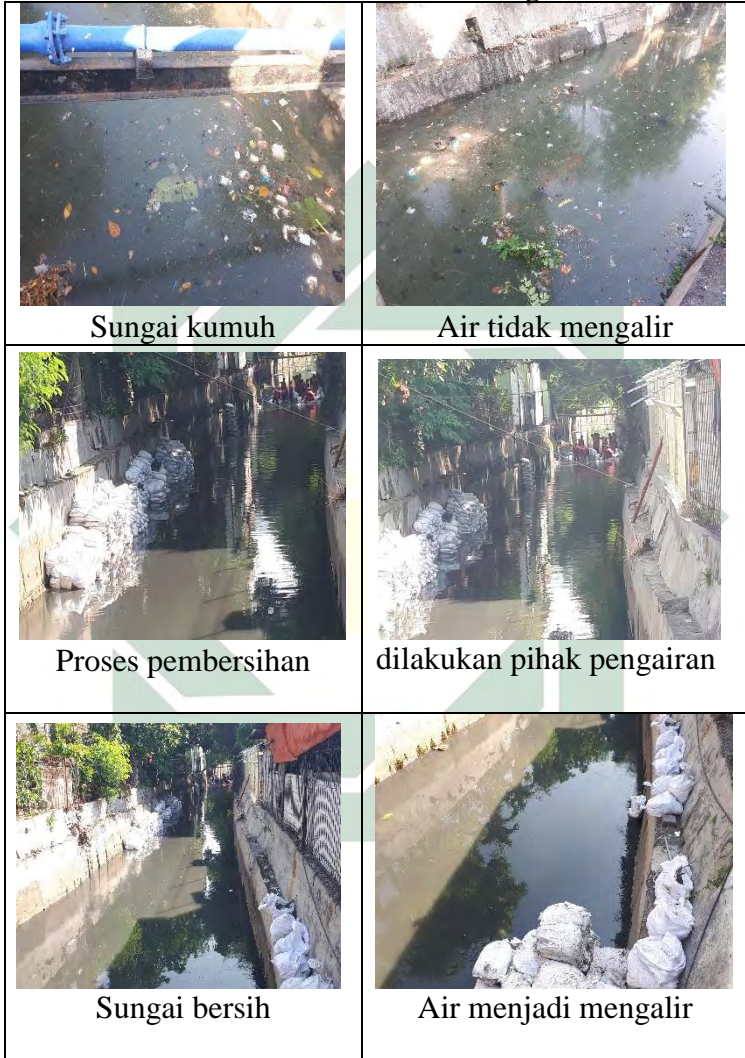 Sungai kumuh
Air tidak mengalir
Proses pembersihan
dilakukan pihak pengairan
Sungai bersih
Air menjadi mengalir